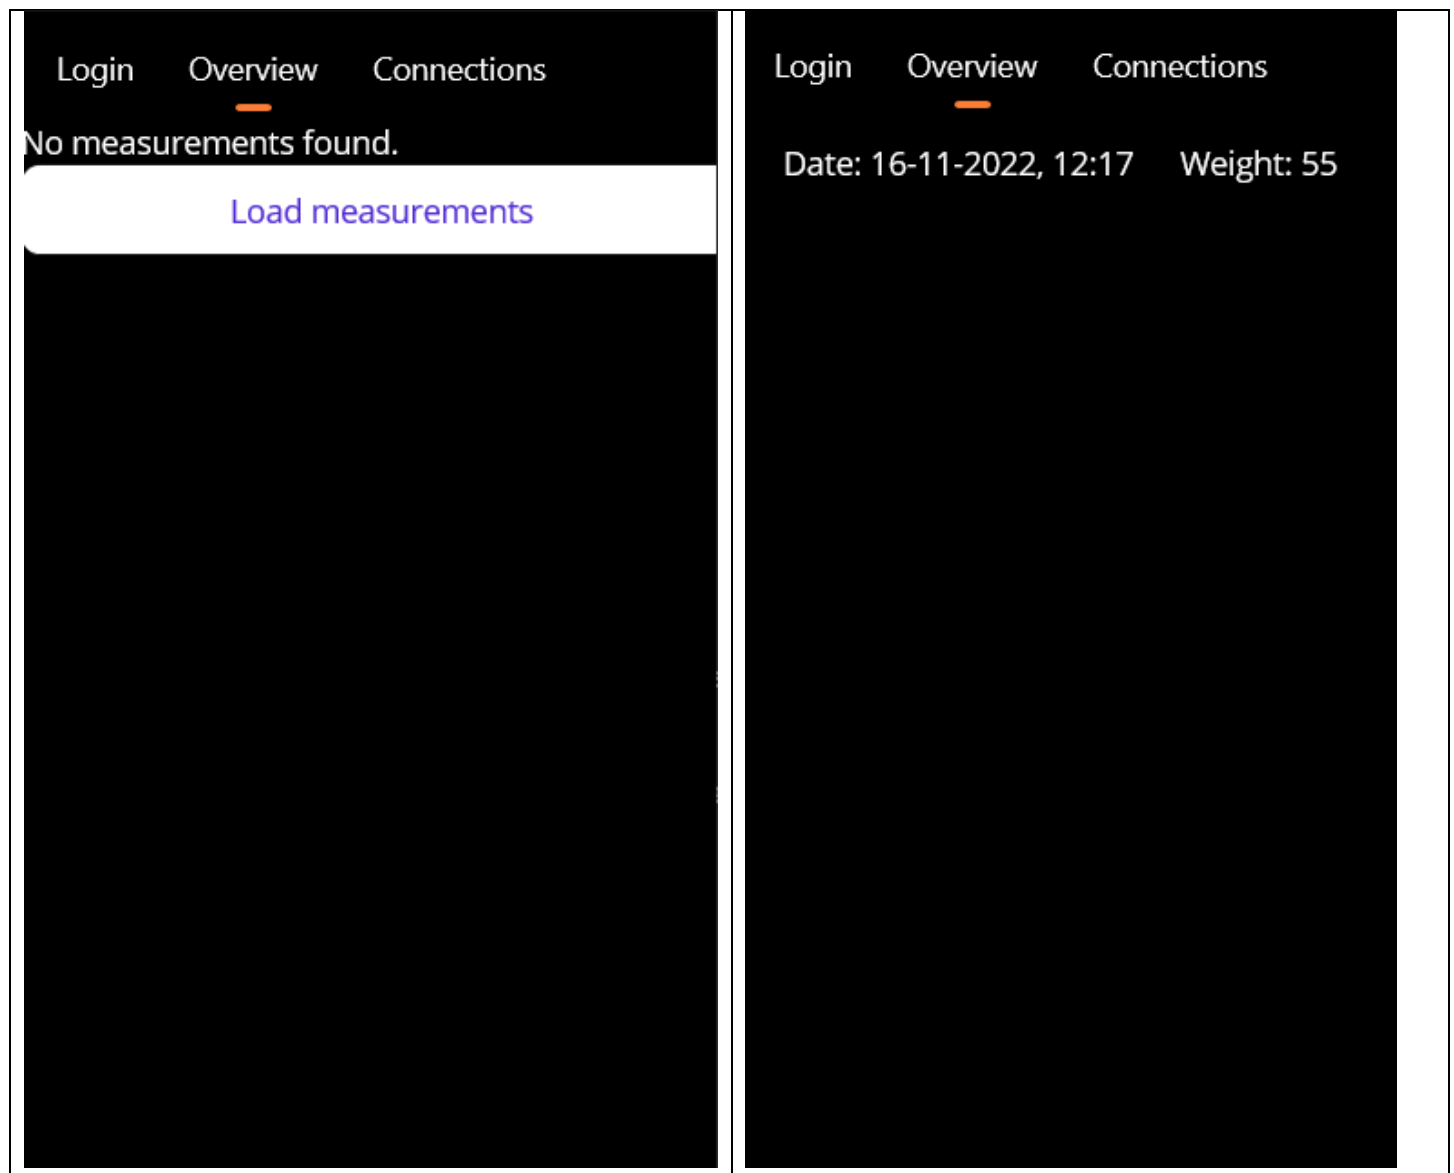 Login Overview Connections
No measurements found.
Load measurements
Login Overview Connections
Date: 16-11-2022, 12:17 Weight: 55